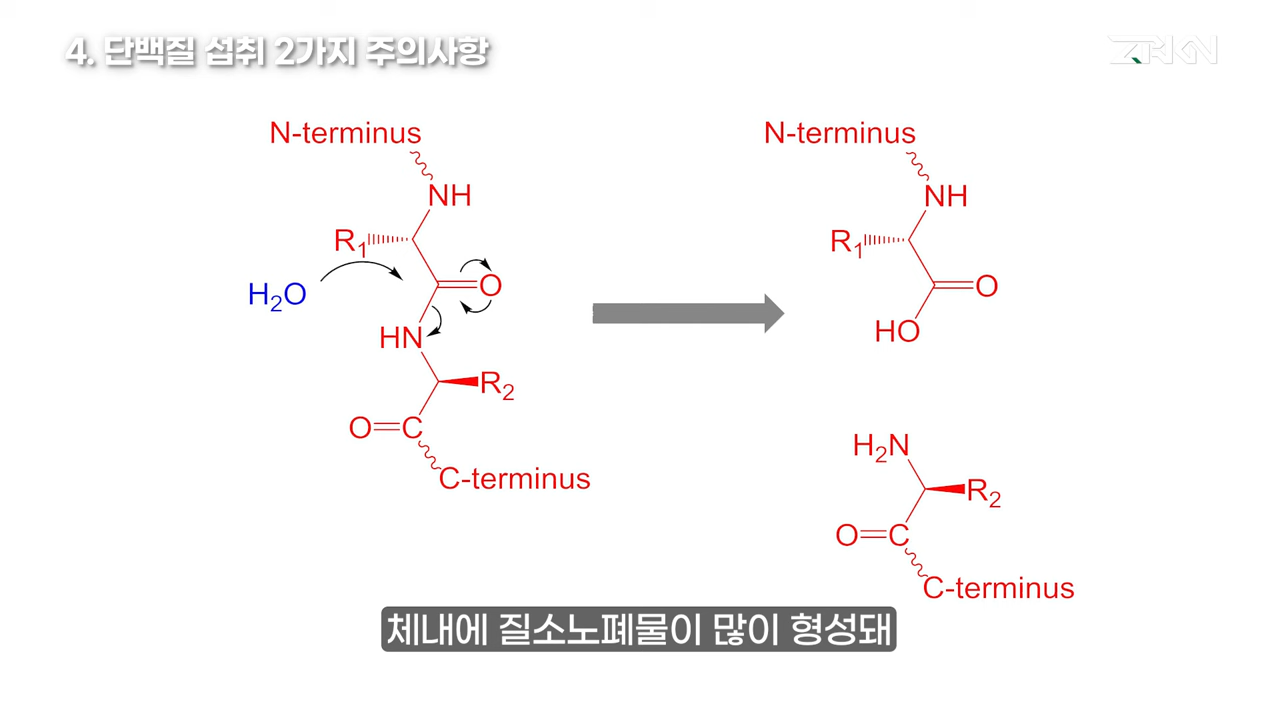 4. 단백질 섭취 2가지 주의사항
ZRKN
N-terminus
NH
R1
H2O
O
HN
R2
O=C
C-terminus
N-terminus
NH
R1
O
HO
H2N
R2
O=C
C-terminus
체내에 질소노폐물이 많이 형성돼